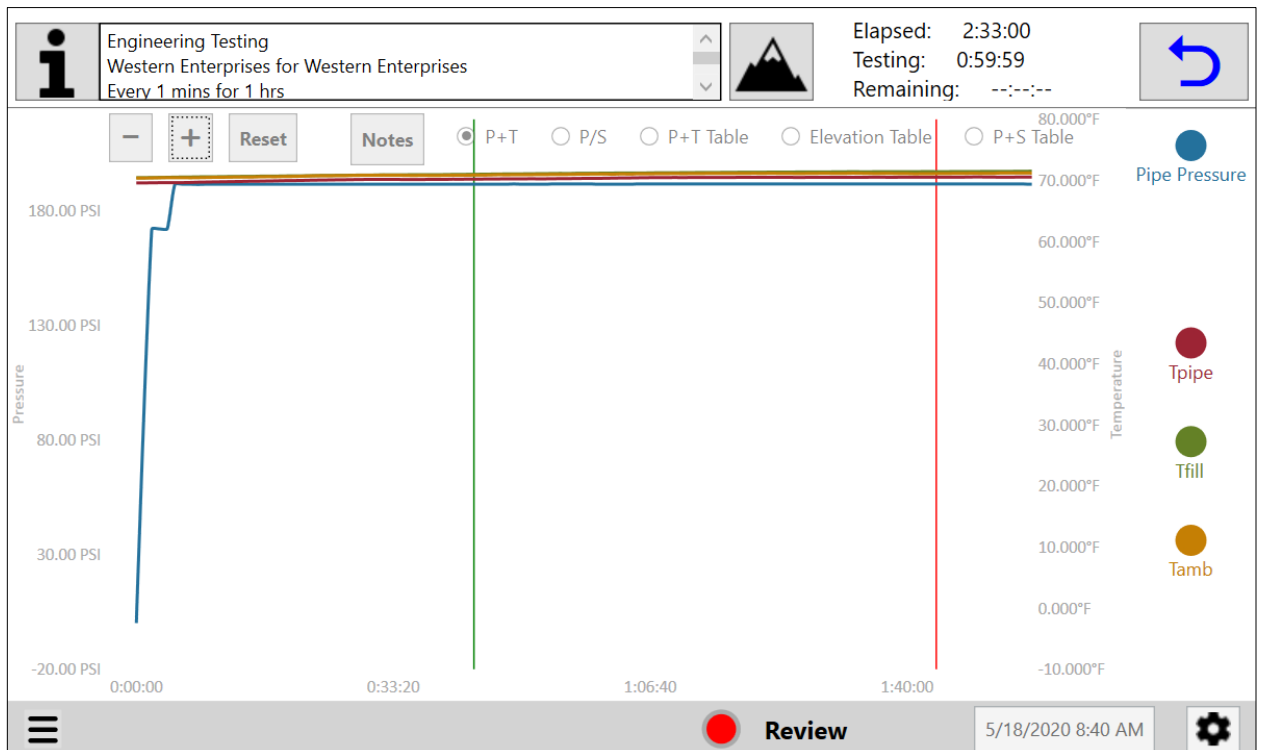 Engineering Testing
Western Enterprises for Western Enterprises
Every 1 mins for 1 hrs
Elapsed: 2:33:00
Testing: 0:59:59
Remaining: --:--:--
− + Reset Notes P+T P/S P+T Table Elevation Table P+S Table
80.000°F
70.000°F
60.000°F
50.000°F
40.000°F
30.000°F
20.000°F
10.000°F
0.000°F
-10.000°F
Temperature
180.00 PSI
130.00 PSI
80.00 PSI
30.00 PSI
-20.00 PSI
Pressure
0:00:00 0:33:20 1:06:40 1:40:00
Pipe Pressure
Tpipe
Tfill
Tamb
Review
5/18/2020 8:40 AM